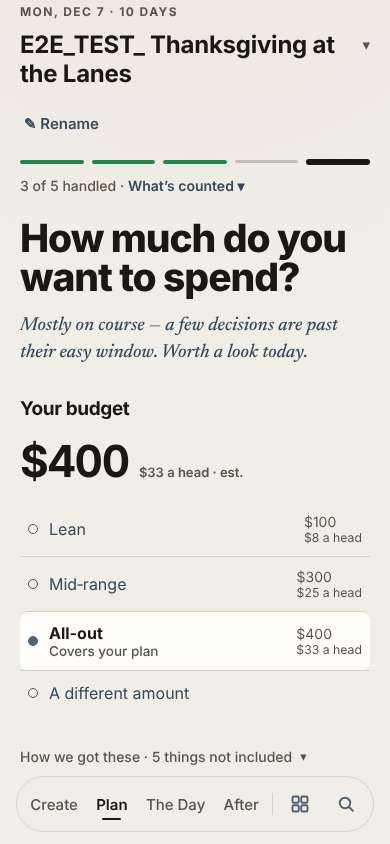 MON, DEC 7 · 10 DAYS
E2E_TEST_ Thanksgiving at ▾
the Lanes
✎ Rename
3 of 5 handled · What's counted ▾
How much do you
want to spend?
Mostly on course – a few decisions are past
their easy window. Worth a look today.
Your budget
$400 $33 a head · est.
Lean $100
$8 a head
Mid-range $300
$25 a head
All-out $400
Covers your plan $33 a head
A different amount
How we got these · 5 things not included ▾
Create Plan The Day After